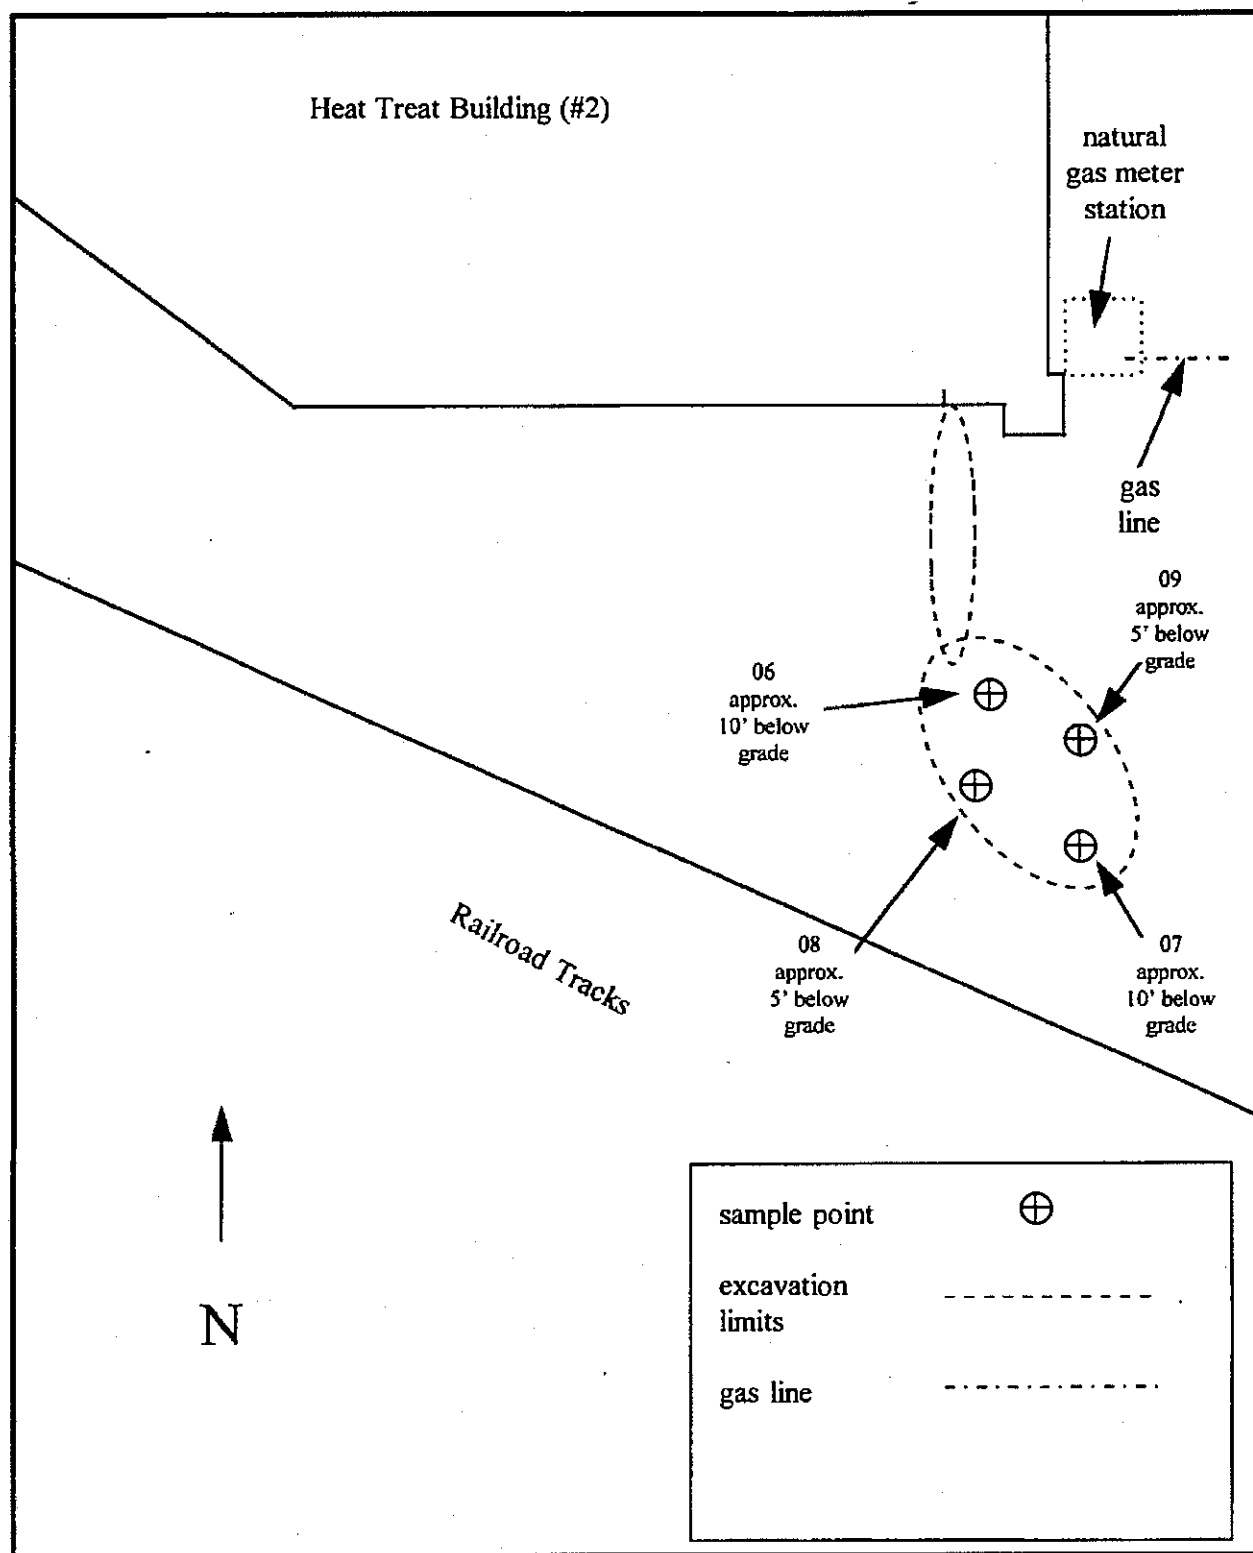 Heat Treat Building (#2)
natural
gas meter
station
gas
line
09
approx.
5' below
grade
06
approx.
10' below
grade
08
approx.
5' below
grade
07
approx.
10' below
grade
Railroad Tracks
N
sample point
excavation
limits
gas line